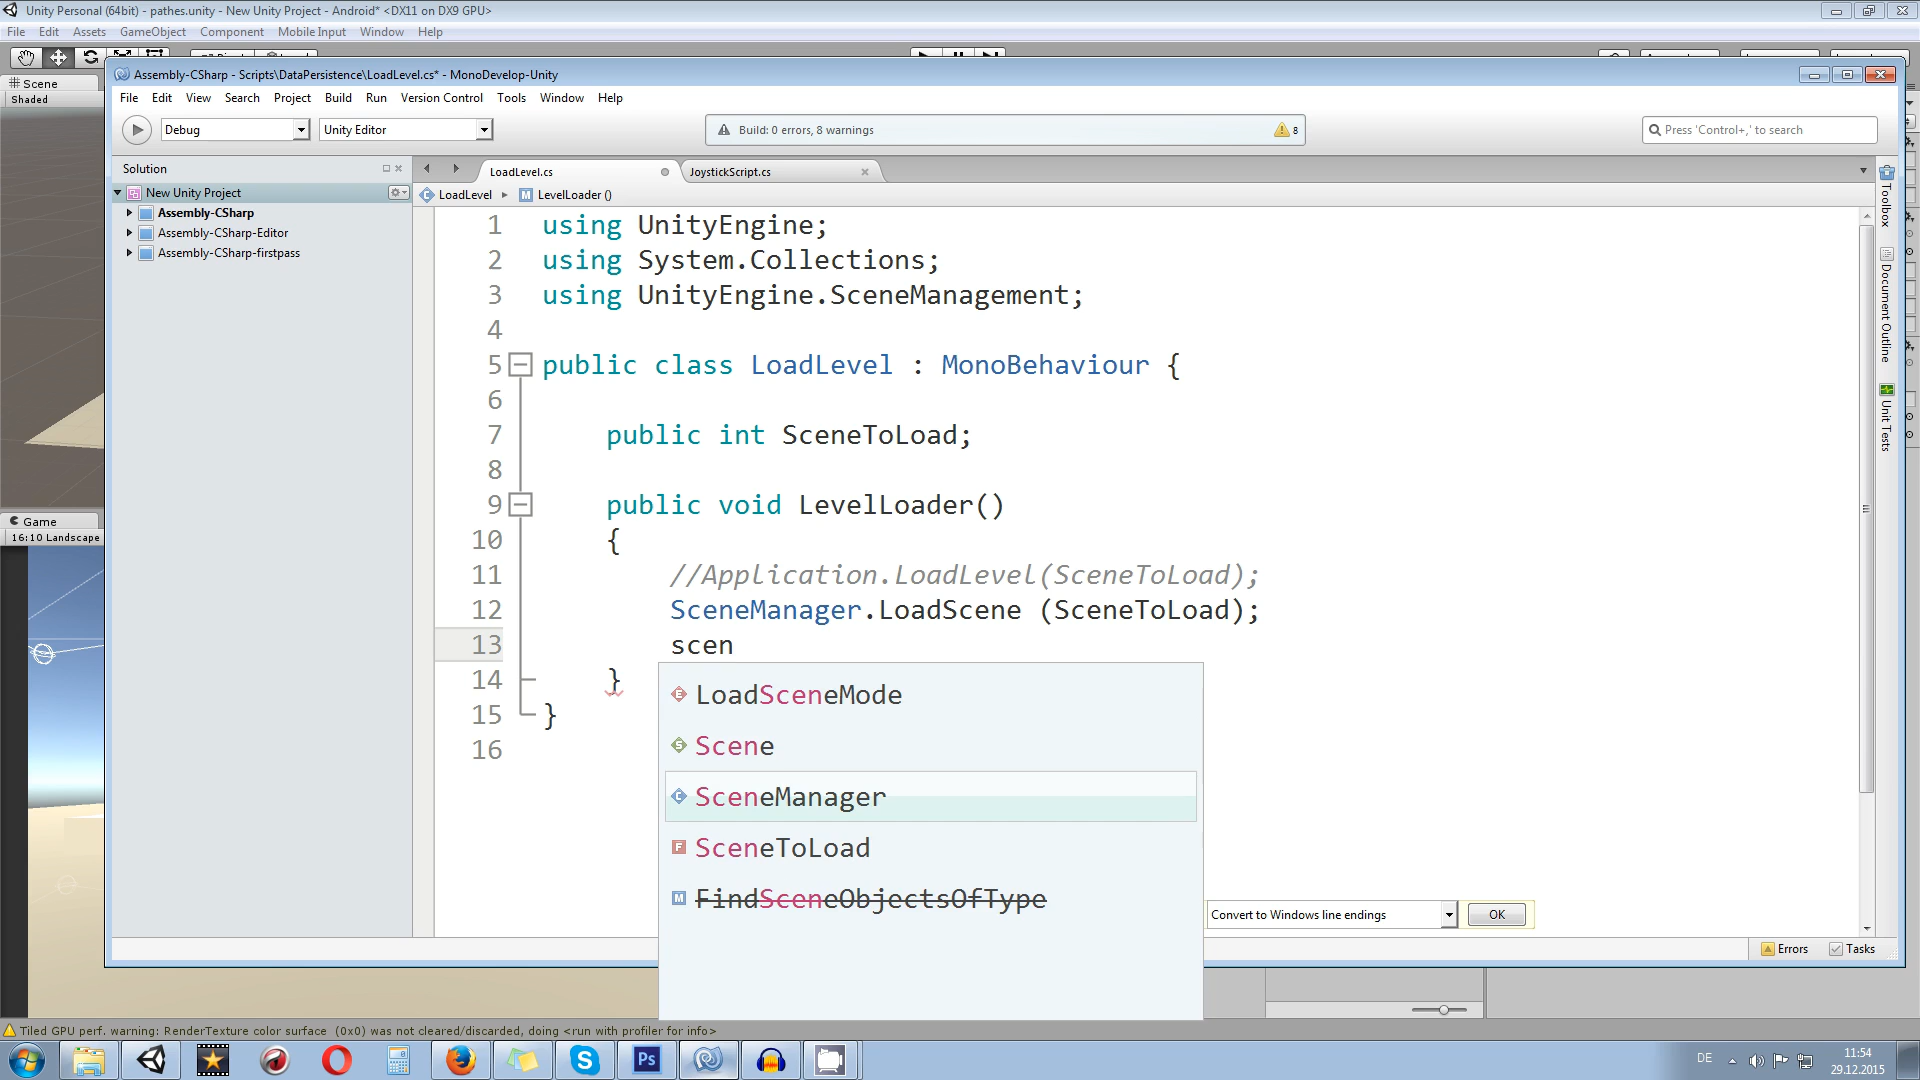 Unity Personal (64bit) - pathes.unity - New Unity Project - Android* <DX11 on DX9 GPU>
File Edit Assets GameObject Component Mobile Input Window Help
Scene
Shaded
Assembly-CSharp - Scripts\DataPersistence\LoadLevel.cs* - MonoDevelop-Unity
File Edit View Search Project Build Run Version Control Tools Window Help
Debug Unity Editor Build: 0 errors, 8 warnings 8 Press 'Control+,' to search
Solution
LoadLevel.cs JoystickScript.cs
LoadLevel LevelLoader ()
New Unity Project
Assembly-CSharp
Assembly-CSharp-Editor
Assembly-CSharp-firstpass
1 using UnityEngine;
2 using System.Collections;
3 using UnityEngine.SceneManagement;
4
5 public class LoadLevel : MonoBehaviour {
6
7 public int SceneToLoad;
8
9 public void LevelLoader()
10 {
11 //Application.LoadLevel(SceneToLoad);
12 SceneManager.LoadScene (SceneToLoad);
13 scen
14 }
15 }
16
LoadSceneMode
Scene
SceneManager
SceneToLoad
FindSceneObjectsOfType
Toolbox
Document Outline
Unit Tests
Game
16:10 Landscape
Convert to Windows line endings OK
Errors Tasks
Tiled GPU perf. warning: RenderTexture color surface (0x0) was not cleared/discarded, doing <run with profiler for info>
Ps
DE
11:54
29.12.2015